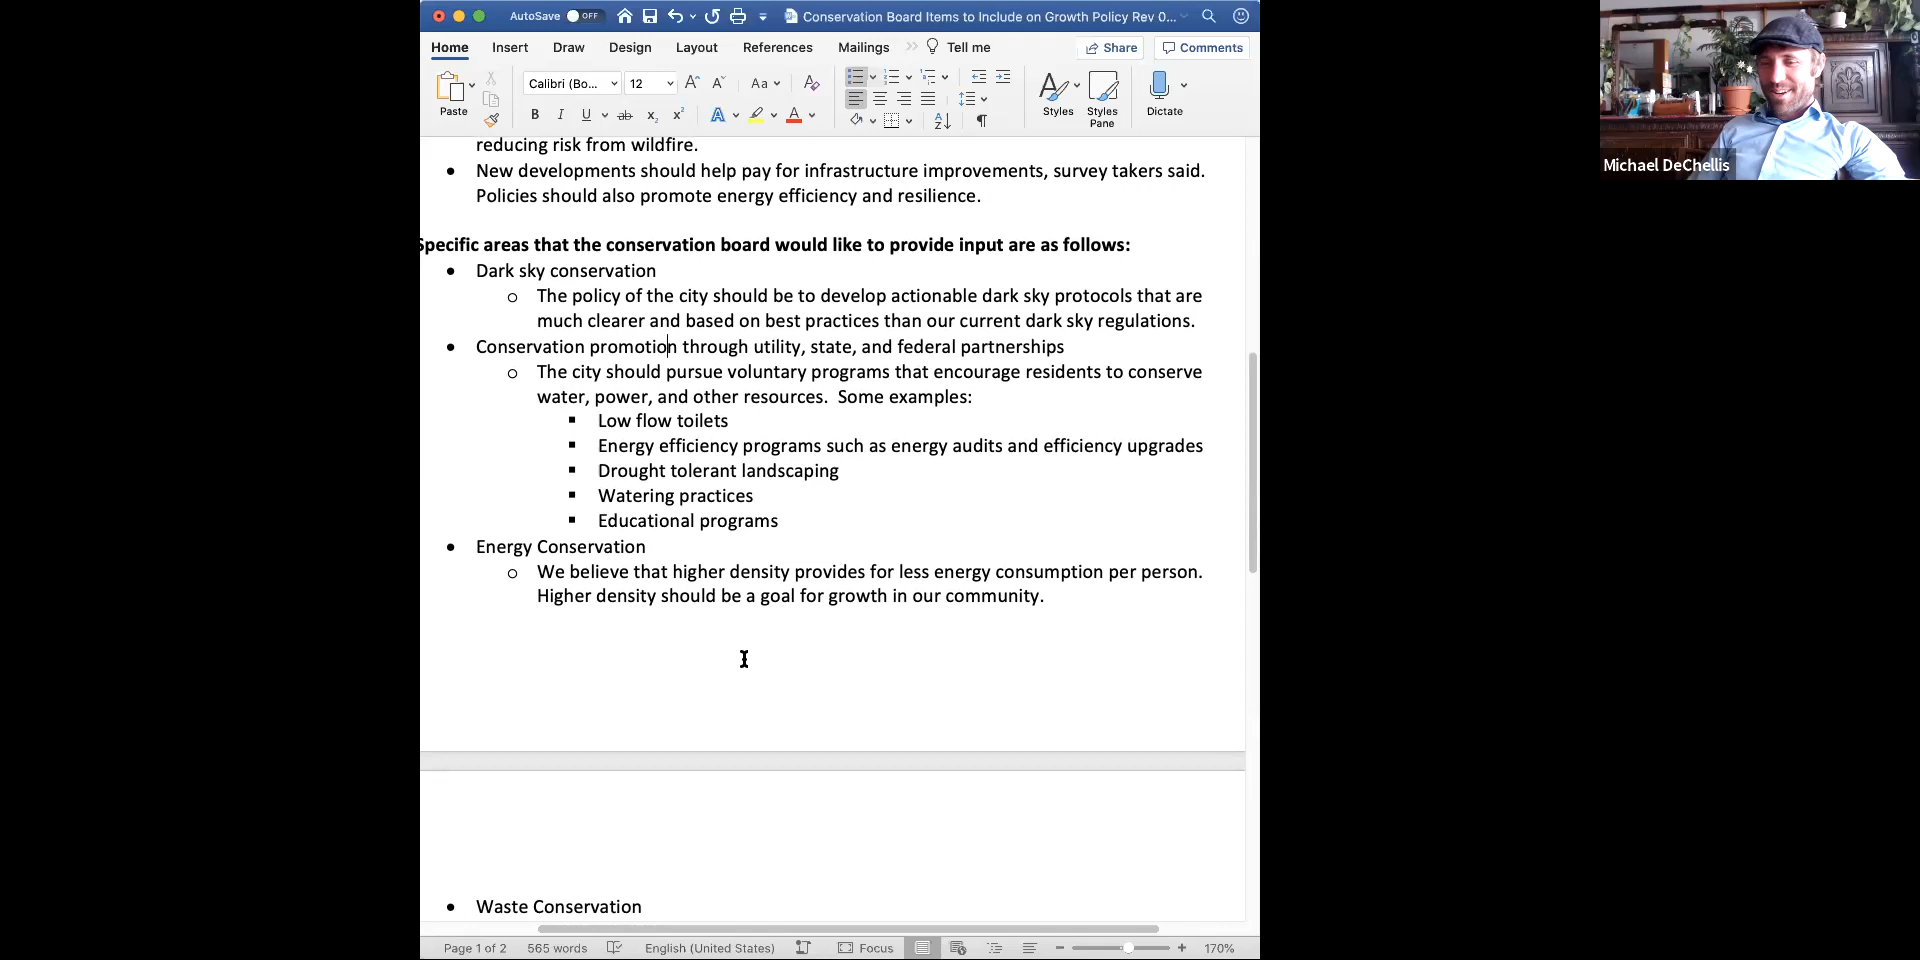 AutoSave OFF Conservation Board Items to Include on Growth Policy Rev 0...
Home Insert Draw Design Layout References Mailings Tell me Share Comments
Calibri (Bo... 12 Aa
Paste B I U ab x₂ x² A A Styles Styles Pane Dictate
Michael DeChellis
reducing risk from wildfire.
• New developments should help pay for infrastructure improvements, survey takers said.
Policies should also promote energy efficiency and resilience.
Specific areas that the conservation board would like to provide input are as follows:
• Dark sky conservation
o The policy of the city should be to develop actionable dark sky protocols that are
much clearer and based on best practices than our current dark sky regulations.
• Conservation promotion through utility, state, and federal partnerships
o The city should pursue voluntary programs that encourage residents to conserve
water, power, and other resources. Some examples:
▪ Low flow toilets
▪ Energy efficiency programs such as energy audits and efficiency upgrades
▪ Drought tolerant landscaping
▪ Watering practices
▪ Educational programs
• Energy Conservation
o We believe that higher density provides for less energy consumption per person.
Higher density should be a goal for growth in our community.
• Waste Conservation
Page 1 of 2 565 words English (United States) Focus 170%